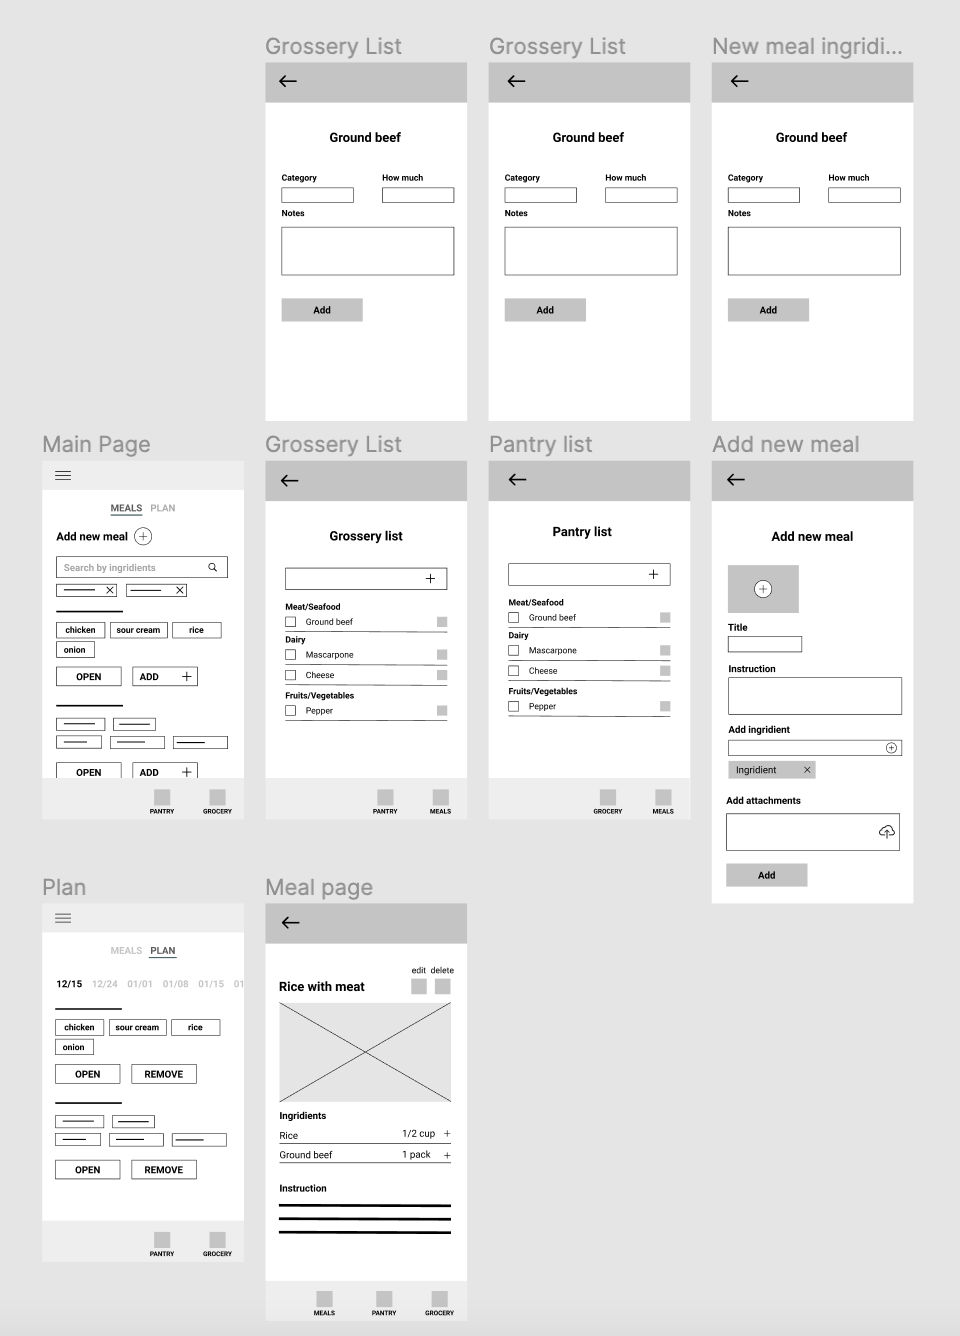 Grossery List
Grossery List
New meal ingridi...
Ground beef
Category
How much
Notes
Add
Ground beef
Category
How much
Notes
Add
Ground beef
Category
How much
Notes
Add
Main Page
MEALS PLAN
Add new meal
Search by ingridients
chicken sour cream rice
onion
OPEN ADD
OPEN ADD
PANTRY GROCERY
Grossery List
Grossery list
Meat/Seafood
Ground beef
Dairy
Mascarpone
Cheese
Fruits/Vegetables
Pepper
PANTRY MEALS
Pantry list
Pantry list
Meat/Seafood
Ground beef
Dairy
Mascarpone
Cheese
Fruits/Vegetables
Pepper
GROCERY MEALS
Add new meal
Add new meal
Title
Instruction
Add ingridient
Ingridient
Add attachments
Add
Plan
MEALS PLAN
12/15 12/24 01/01 01/08 01/15 01
chicken sour cream rice
onion
OPEN REMOVE
OPEN REMOVE
PANTRY GROCERY
Meal page
edit delete
Rice with meat
Ingridients
Rice 1/2 cup +
Ground beef 1 pack +
Instruction
MEALS PANTRY GROCERY